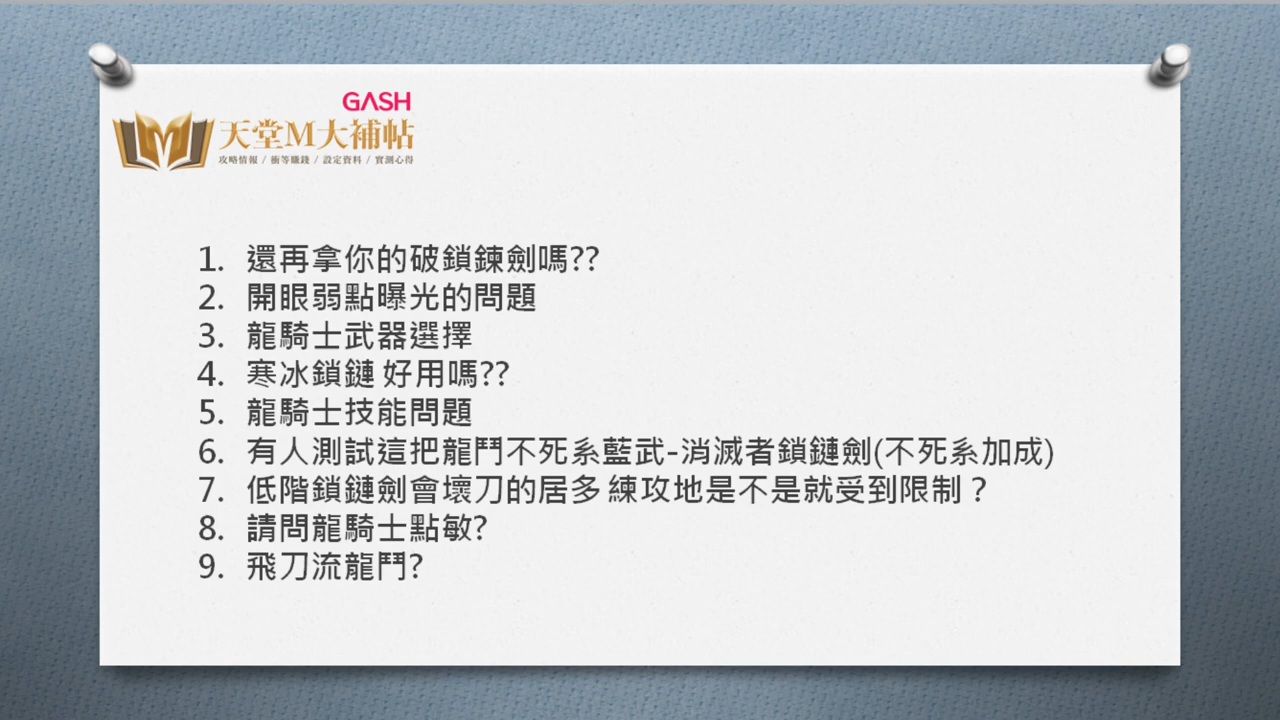 GASH
天堂M大補帖
攻略情報 / 衝等賺錢 / 設定資料 / 實測心得
1. 還再拿你的破鎖鍊劍嗎??
2. 開眼弱點曝光的問題
3. 龍騎士武器選擇
4. 寒冰鎖鏈 好用嗎??
5. 龍騎士技能問題
6. 有人測試這把龍鬥不死系藍武-消滅者鎖鏈劍(不死系加成)
7. 低階鎖鏈劍會壞刀的居多 練攻地是不是就受到限制？
8. 請問龍騎士點敏?
9. 飛刀流龍鬥?